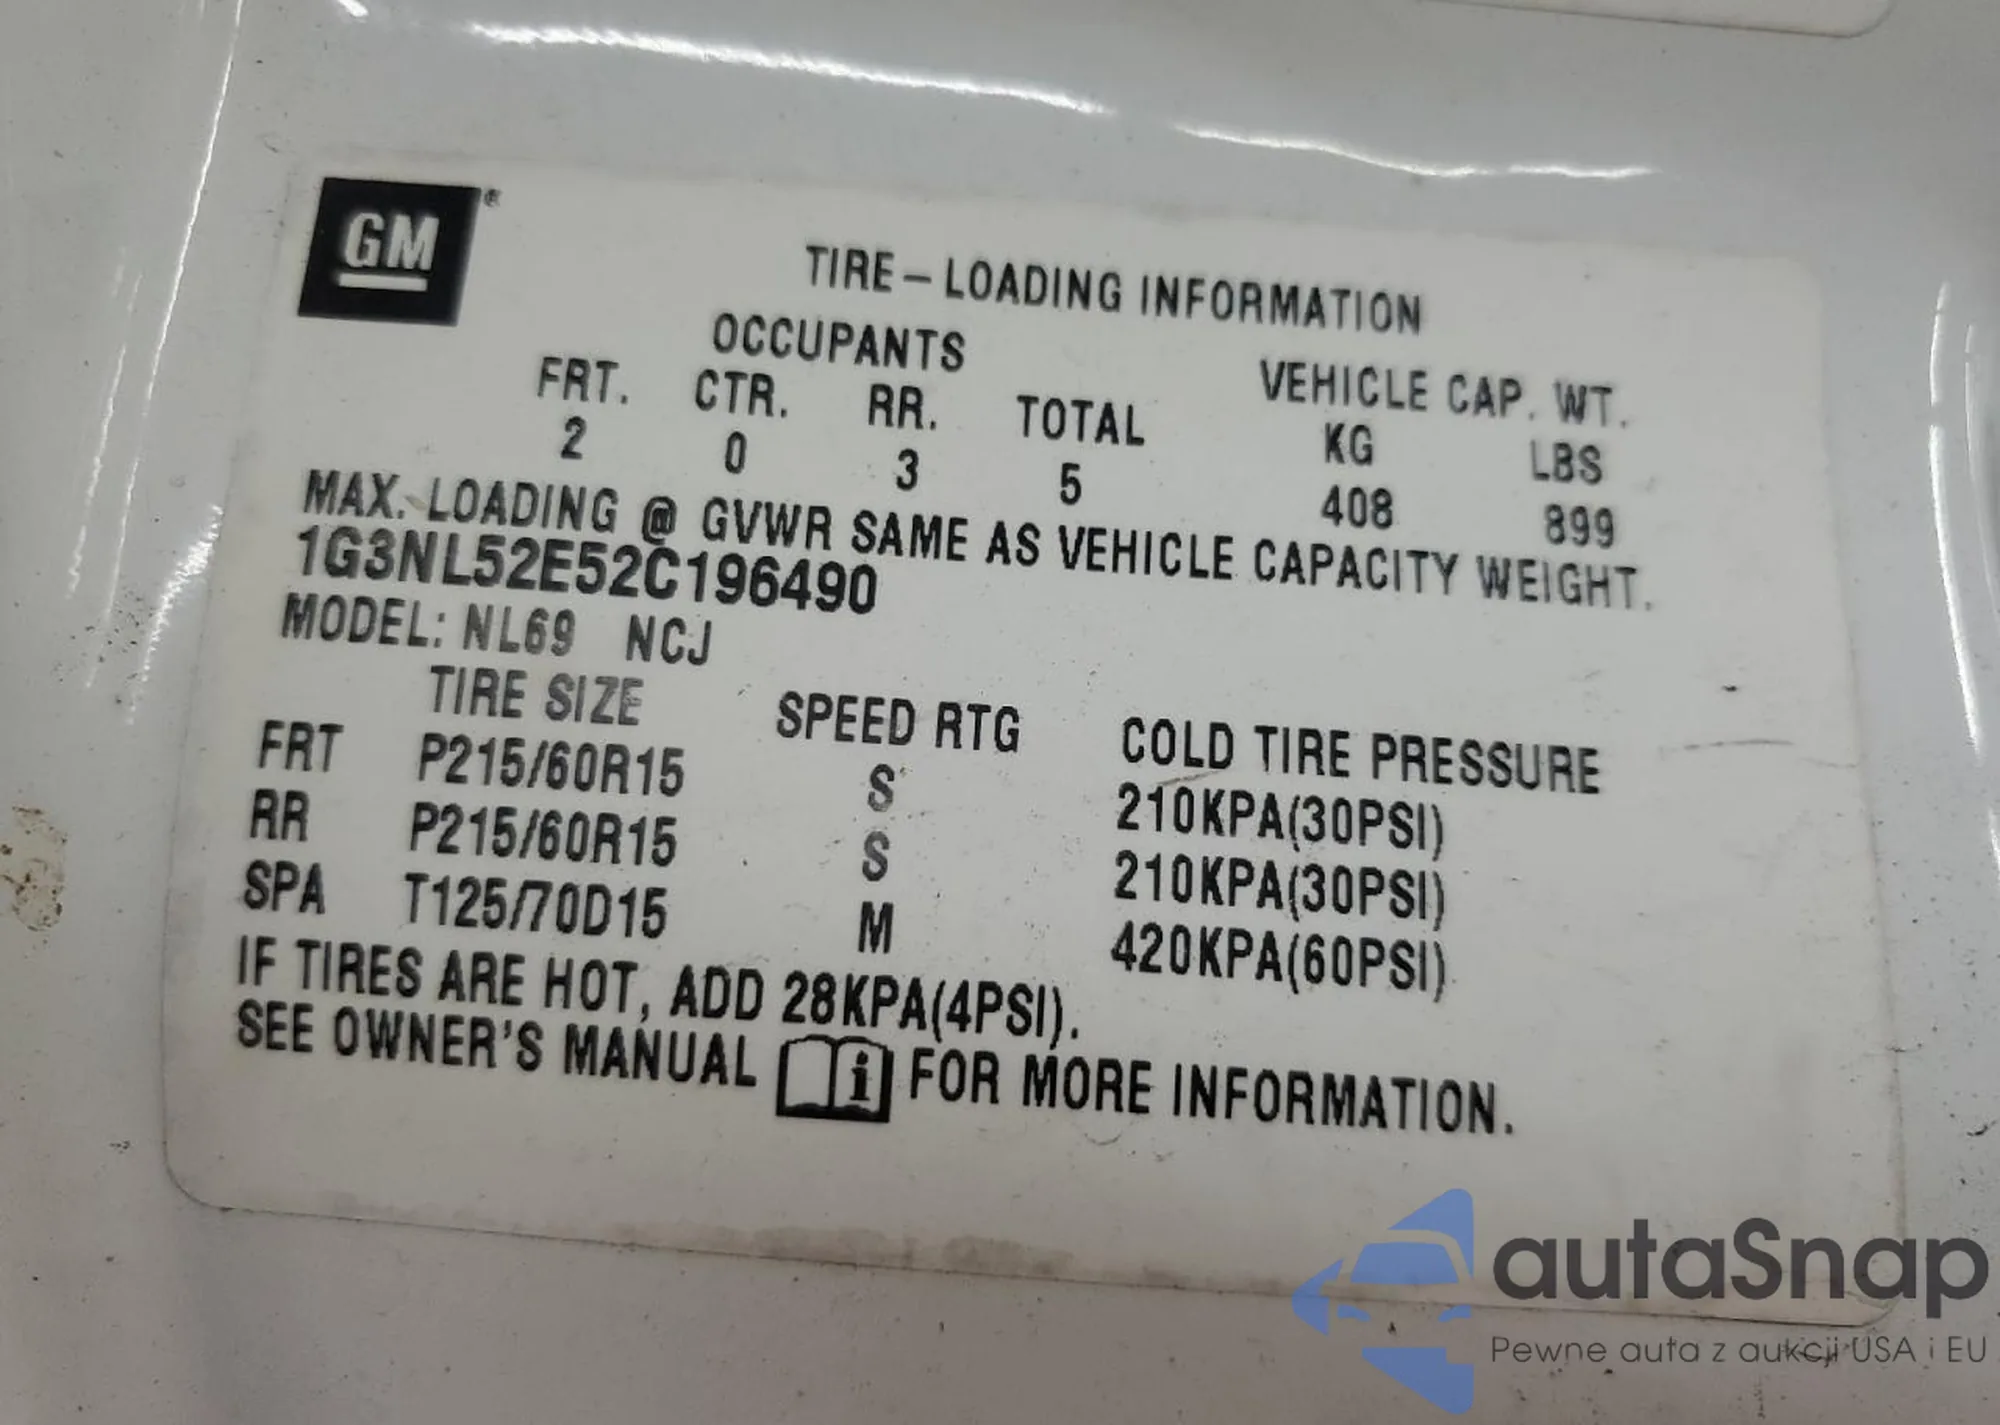 GM®
TIRE – LOADING INFORMATION
OCCUPANTS VEHICLE CAP. WT.
FRT. CTR. RR. TOTAL KG LBS
2 0 3 5 408 899
MAX. LOADING @ GVWR SAME AS VEHICLE CAPACITY WEIGHT.
1G3NL52E52C196490
MODEL: NL69 NCJ
TIRE SIZE SPEED RTG COLD TIRE PRESSURE
FRT P215/60R15 S 210KPA(30PSI)
RR P215/60R15 S 210KPA(30PSI)
SPA T125/70D15 M 420KPA(60PSI)
IF TIRES ARE HOT, ADD 28KPA(4PSI).
SEE OWNER'S MANUAL i FOR MORE INFORMATION.
autaSnap
Pewne auta z aukcji USA i EU